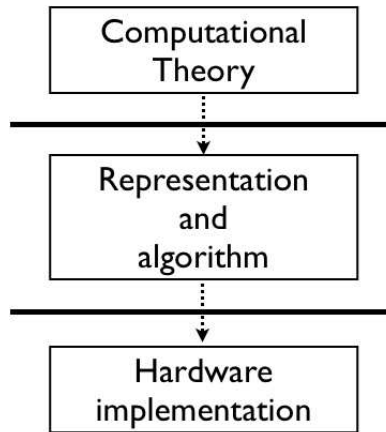 Computational
Theory
Representation
and
algorithm
Hardware
implementation